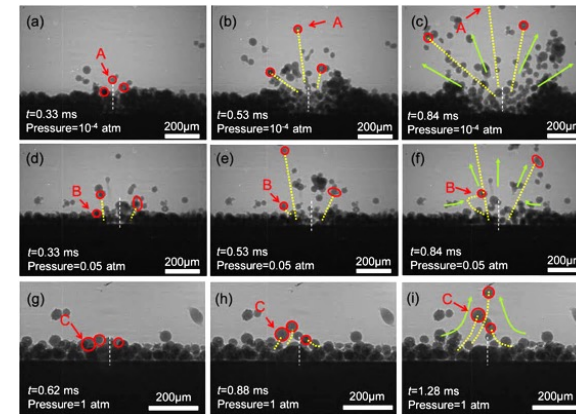 (a)
A
t=0.33 ms
Pressure=10⁻⁴ atm
200μm
(b)
A
t=0.53 ms
Pressure=10⁻⁴ atm
200μm
(c)
A
t=0.84 ms
Pressure=10⁻⁴ atm
200μm
(d)
B
t=0.33 ms
Pressure=0.05 atm
200μm
(e)
B
t=0.53 ms
Pressure=0.05 atm
200μm
(f)
B
t=0.84 ms
Pressure=0.05 atm
200μm
(g)
C
t=0.62 ms
Pressure=1 atm
200μm
(h)
C
t=0.88 ms
Pressure=1 atm
200μm
(i)
C
t=1.28 ms
Pressure=1 atm
200μm